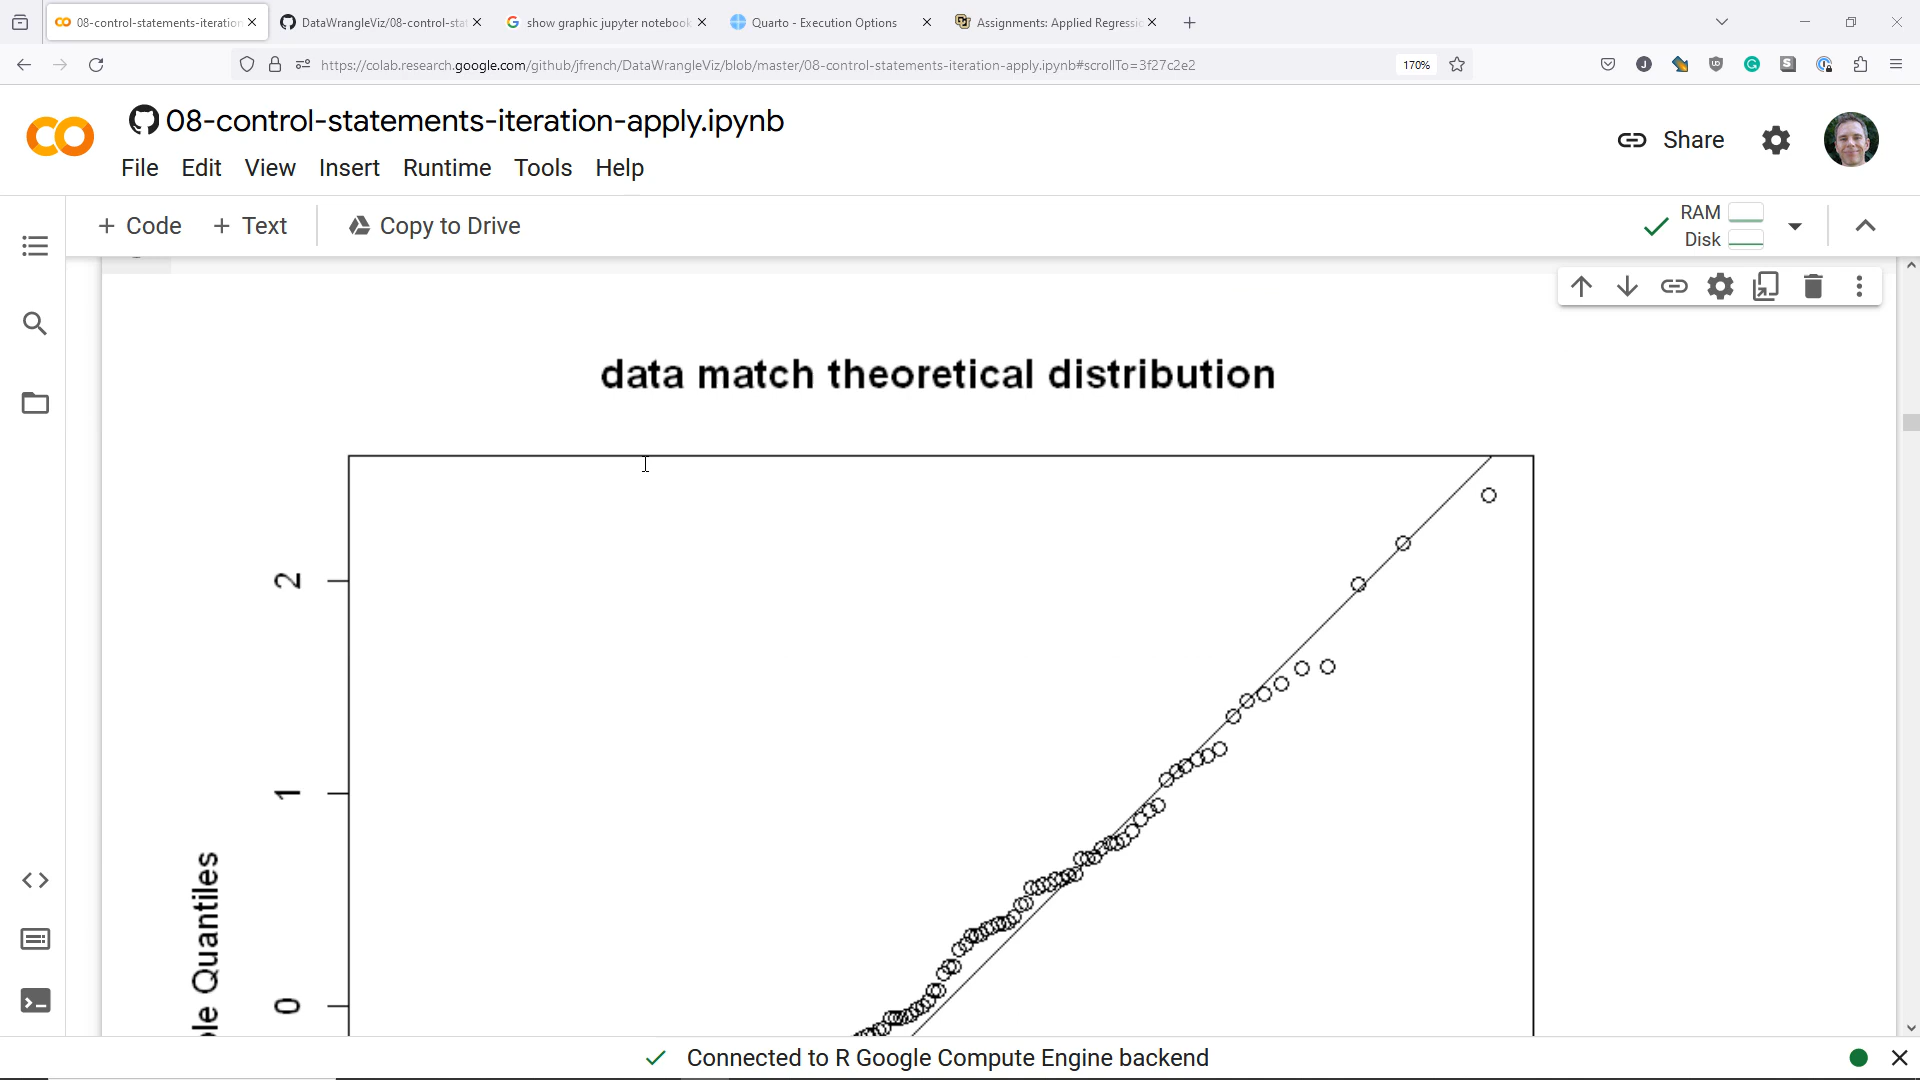 08-control-statements-iteration
DataWrangleViz/08-control-stat
show graphic jupyter notebook
Quarto - Execution Options
Assignments: Applied Regressi
https://colab.research.google.com/github/jfrench/DataWrangleViz/blob/master/08-control-statements-iteration-apply.ipynb#scrollTo=3f27c2e2
170%
CO
08-control-statements-iteration-apply.ipynb
File Edit View Insert Runtime Tools Help
Share
+ Code + Text Copy to Drive
RAM
Disk
data match theoretical distribution
2
1
0
ple Quantiles
Connected to R Google Compute Engine backend